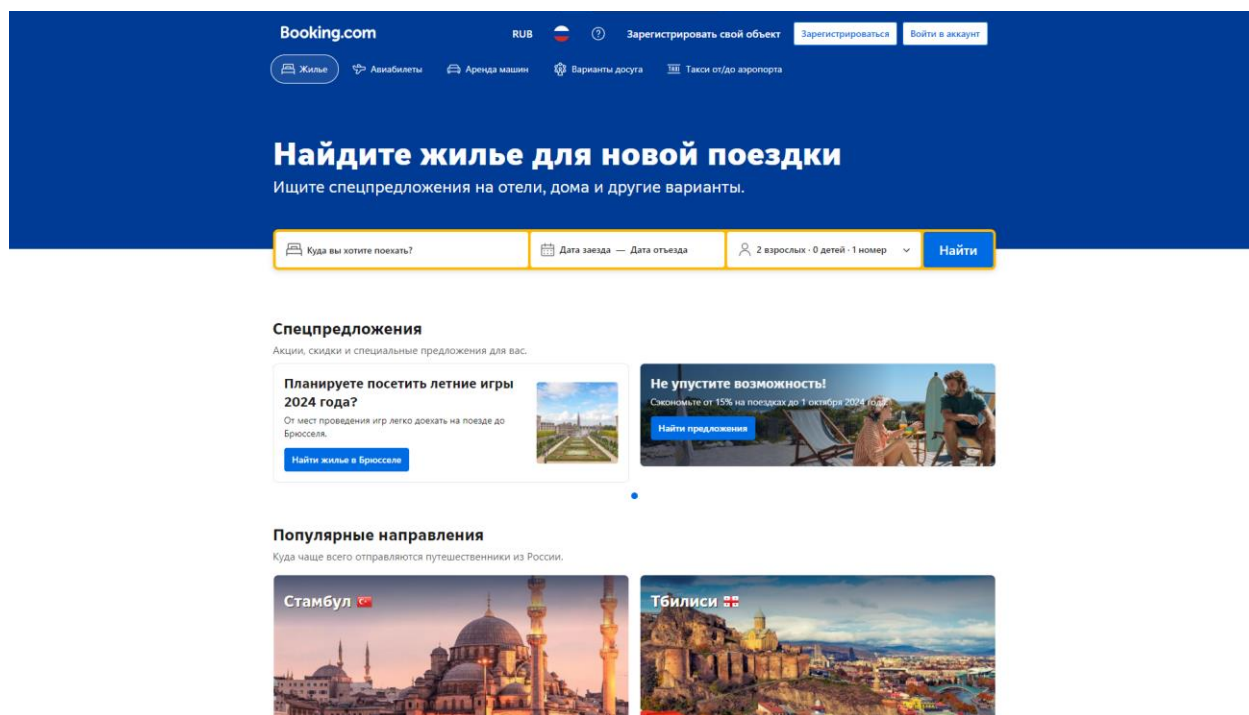 Booking.com
RUB
Зарегистрировать свой объект
Зарегистрироваться
Войти в аккаунт
Жилье
Авиабилеты
Аренда машин
Варианты досуга
TAXI Такси от/до аэропорта
Найдите жилье для новой поездки
Ищите спецпредложения на отели, дома и другие варианты.
Куда вы хотите поехать?
Дата заезда — Дата отъезда
2 взрослых · 0 детей · 1 номер
Найти
Спецпредложения
Акции, скидки и специальные предложения для вас.
Планируете посетить летние игры
2024 года?
От мест проведения игр легко доехать на поезде до
Брюсселя.
Найти жилье в Брюсселе
Не упустите возможность!
Сэкономьте от 15% на поездках до 1 октября 2024 года.
Найти предложения
Популярные направления
Куда чаще всего отправляются путешественники из России.
Стамбул
Тбилиси